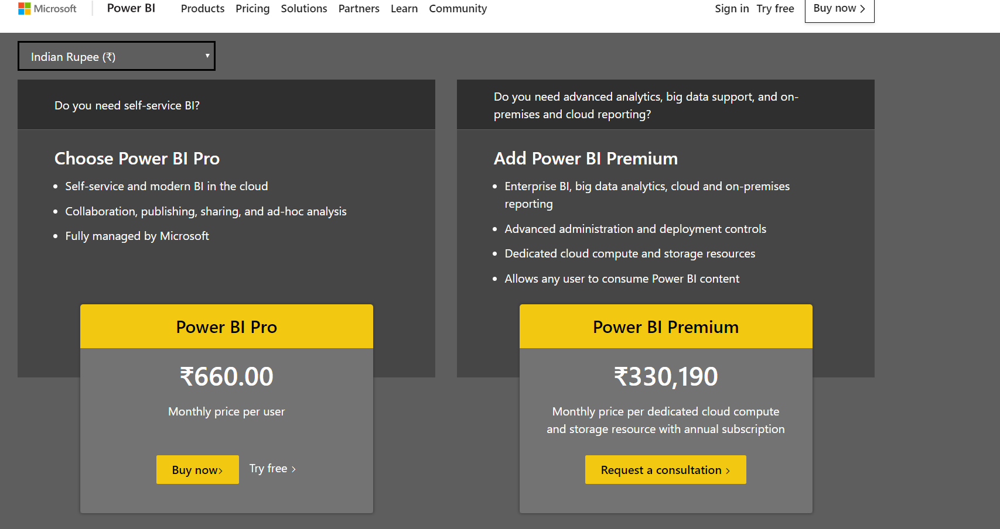 Microsoft
Power BI
Products
Pricing
Solutions
Partners
Learn
Community
Sign in
Try free
Buy now
Indian Rupee (₹)
Do you need self-service BI?
Choose Power BI Pro
Self-service and modern BI in the cloud
Collaboration, publishing, sharing, and ad-hoc analysis
Fully managed by Microsoft
Power BI Pro
₹660.00
Monthly price per user
Buy now
Try free
Do you need advanced analytics, big data support, and on-
premises and cloud reporting?
Add Power BI Premium
Enterprise BI, big data analytics, cloud and on-premises
reporting
Advanced administration and deployment controls
Dedicated cloud compute and storage resources
Allows any user to consume Power BI content
Power BI Premium
₹330,190
Monthly price per dedicated cloud compute
and storage resource with annual subscription
Request a consultation